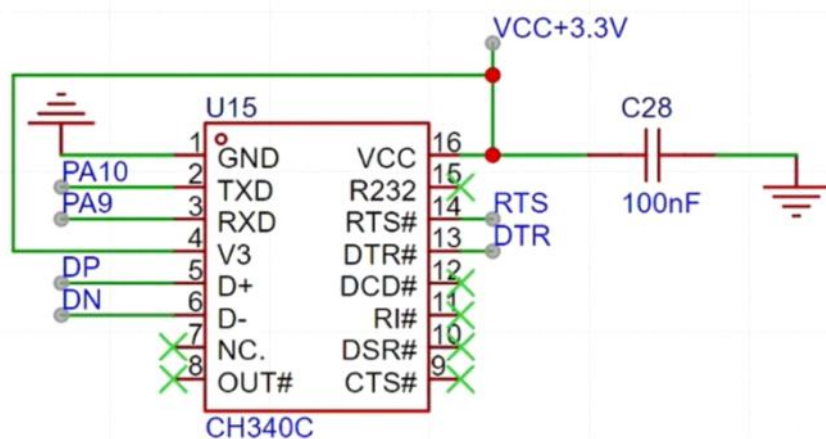 VCC+3.3V
U15
C28
100nF
1 GND
2 TXD
3 RXD
4 V3
5 D+
6 D-
7 NC.
8 OUT#
16 VCC
15 R232
14 RTS#
13 DTR#
12 DCD#
11 RI#
10 DSR#
9 CTS#
PA10
PA9
DP
DN
RTS
DTR
CH340C